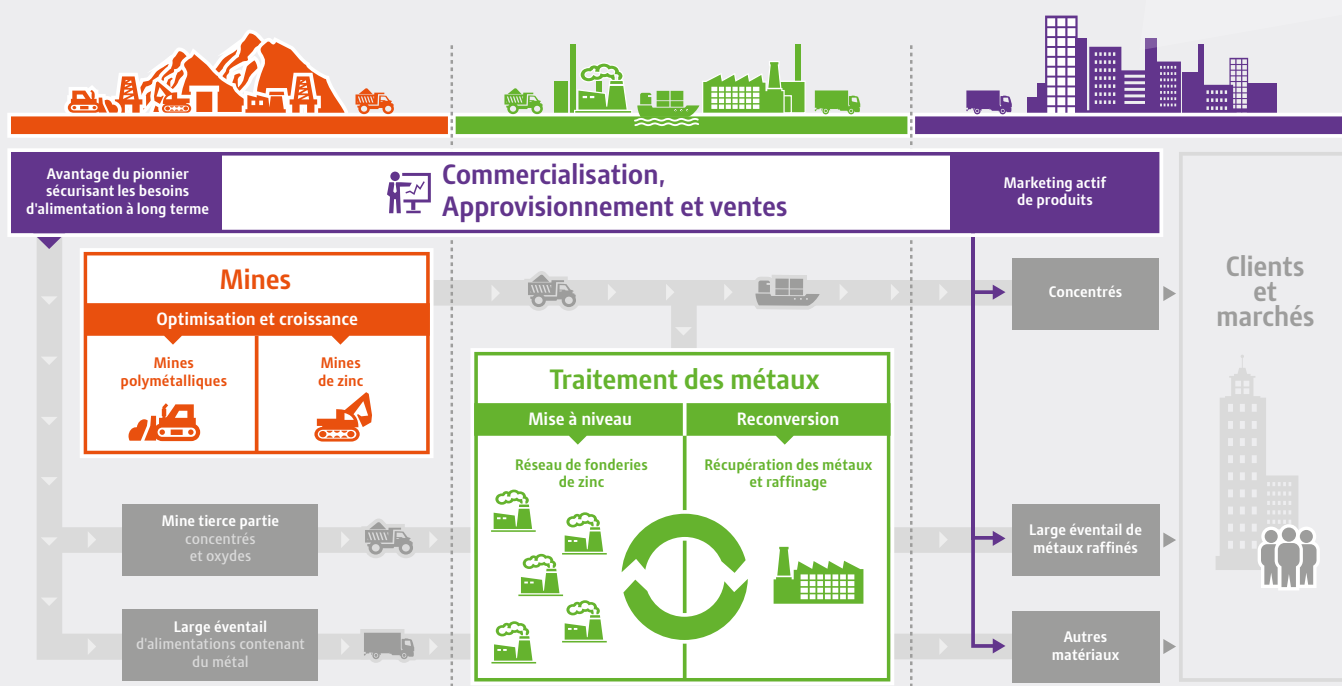 Avantage du pionnier
sécurisant les besoins
d'alimentation à long terme
Commercialisation,
Approvisionnement et ventes
Marketing actif
de produits
Mines
Optimisation et croissance
Mines
polymétalliques
Mines
de zinc
Concentrés
Clients
et
marchés
Traitement des métaux
Mise à niveau
Reconversion
Réseau de fonderies
de zinc
Récupération des métaux
et raffinage
Mine tierce partie
concentrés
et oxydes
Large éventail de
métaux raffinés
Large éventail
d'alimentations contenant
du métal
Autres
matériaux